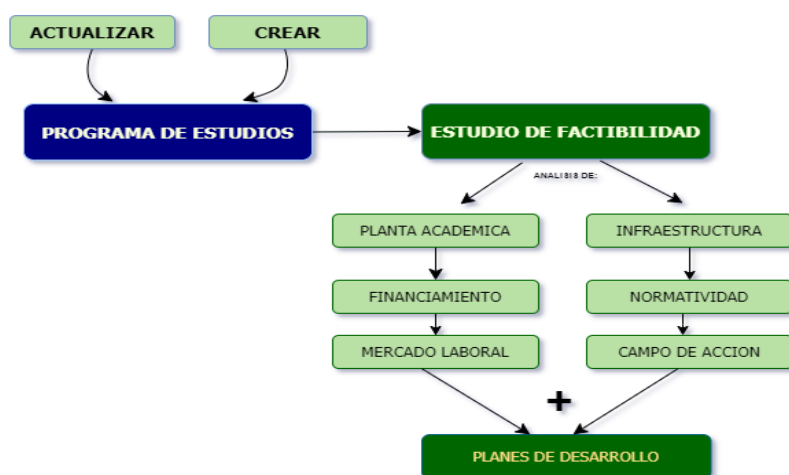 ACTUALIZAR
CREAR
PROGRAMA DE ESTUDIOS
ESTUDIO DE FACTIBILIDAD
ANALISIS DE:
PLANTA ACADEMICA
INFRAESTRUCTURA
FINANCIAMIENTO
NORMATIVIDAD
MERCADO LABORAL
CAMPO DE ACCION
+
PLANES DE DESARROLLO